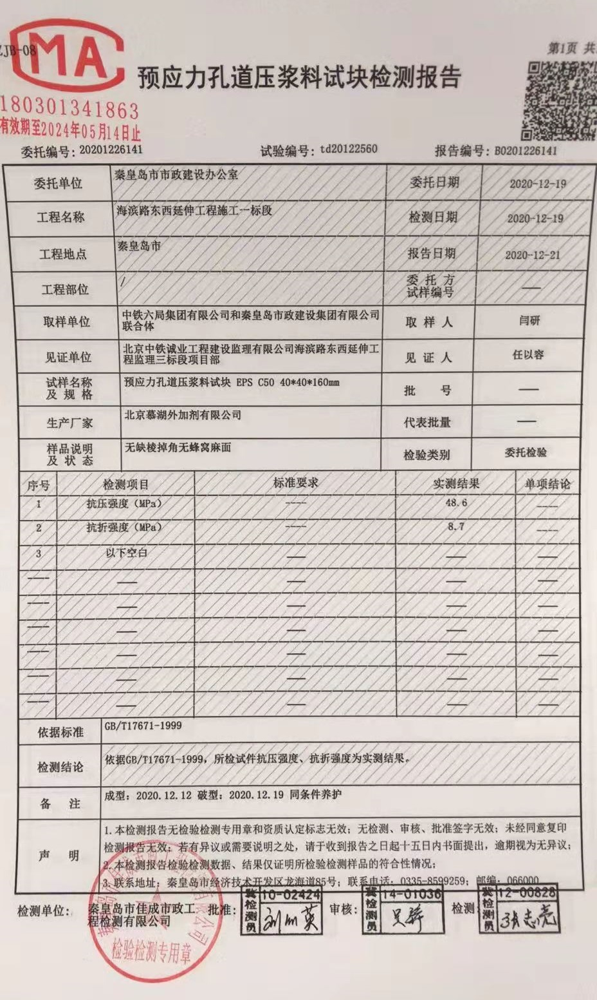 ZJB-08
MA
第1页 共
预应力孔道压浆料试块检测报告
180301341863
有效期至2024年05月14日止
委托编号: 20201226141 试验编号: td20122560 报告编号: B0201226141
委托单位 秦皇岛市市政建设办公室 委托日期 2020-12-19
工程名称 海滨路东西延伸工程施工一标段 检测日期 2020-12-19
工程地点 秦皇岛市 报告日期 2020-12-21
工程部位 / 委托方 试样编号 ——
取样单位 中铁六局集团有限公司和秦皇岛市政建设集团有限公司 取样人 闫研
联合体
见证单位 北京中铁诚业工程建设监理有限公司海滨路东西延伸工 见证人 任以容
程监理三标段项目部
试样名称 预应力孔道压浆料试块 EPS C50 40*40*160mm 批号 ——
及规格
生产厂家 北京慕湖外加剂有限公司 代表批量 ——
样品说明 无缺棱掉角无蜂窝麻面 检验类别 委托检验
及状态
序号 检测项目 标准要求 实测结果 单项结论
1 抗压强度（MPa） ---- 48.6 ----
2 抗折强度（MPa） ---- 8.7 ----
3 以下空白 —— —— ——
---- —— —— —— ——
---- —— —— —— ——
---- —— —— —— ——
---- —— —— —— ——
---- —— —— —— ——
---- —— —— —— ——
依据标准 GB/T17671-1999
检测结论 依据GB/T17671-1999，所检试件抗压强度、抗折强度为实测结果。
备注 成型：2020.12.12 破型：2020.12.19 同条件养护
声明 1.本检测报告无检验检测专用章和资质认定标志无效；无检测、审核、批准签字无效；未经同意复印
检测报告无效；若有异议或需要说明之处，请于收到报告之日起十五日内书面提出，逾期视为无异议；
2.本检测报告检验检测数据、结果仅证明所检验检测样品的符合性情况；
3.联系地址：秦皇岛市经济技术开发区龙海道85号；联系电话：0335-8599259；邮编：066000
检测单位: 秦皇岛市佳成市政工 批准: 冀检测员 10-02424 审核: 冀检测员 14-01036 检测 冀检测员 12-00828 张志亮
程检测有限公司
检验检测专用章